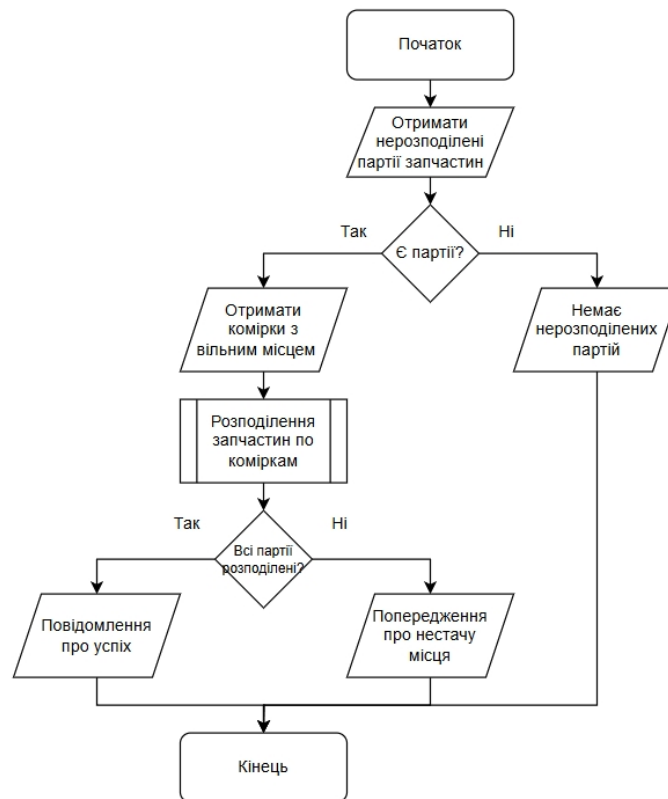 Початок
Отримати
нерозподілені
партії запчастин
Так
Ні
Є партії?
Отримати
комірки з
вільним місцем
Немає
нерозподілених
партій
Розподілення
запчастин по
коміркам
Так
Ні
Всі партії
розподілені?
Повідомлення
про успіх
Попередження
про нестачу
місця
Кінець